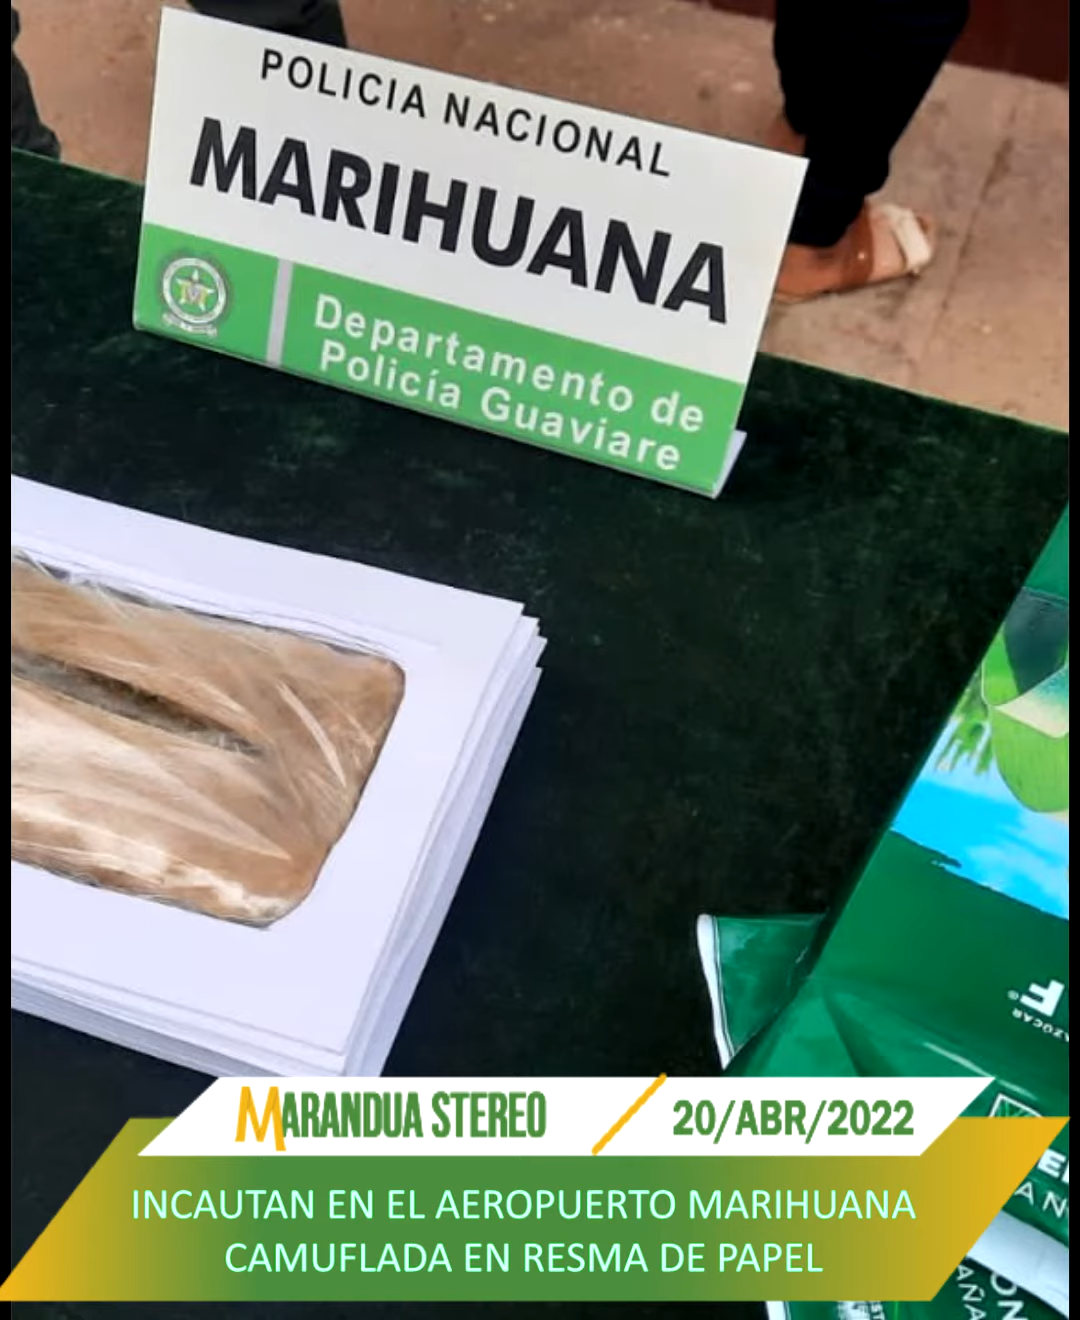 POLICIA NACIONAL
MARIHUANA
Departamento de
Policía Guaviare
F
AZÚCAR
MARANDUA STEREO
20/ABR/2022
INCAUTAN EN EL AEROPUERTO MARIHUANA
CAMUFLADA EN RESMA DE PAPEL